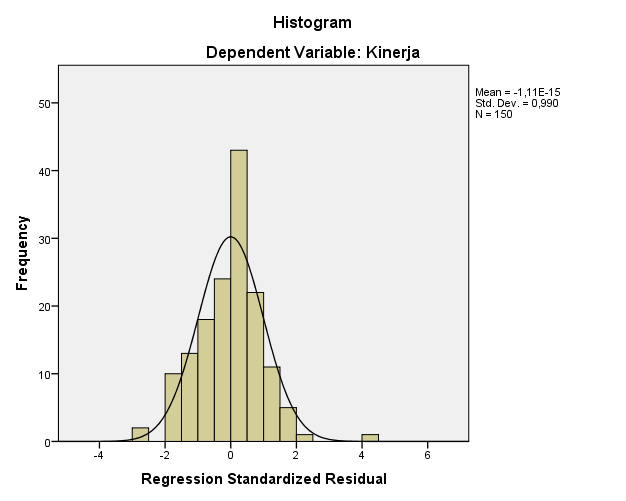 Histogram
Dependent Variable: Kinerja
Mean = -1,11E-15
Std. Dev. = 0,990
N = 150
50
40
30
20
10
0
Frequency
-4 -2 0 2 4 6
Regression Standardized Residual